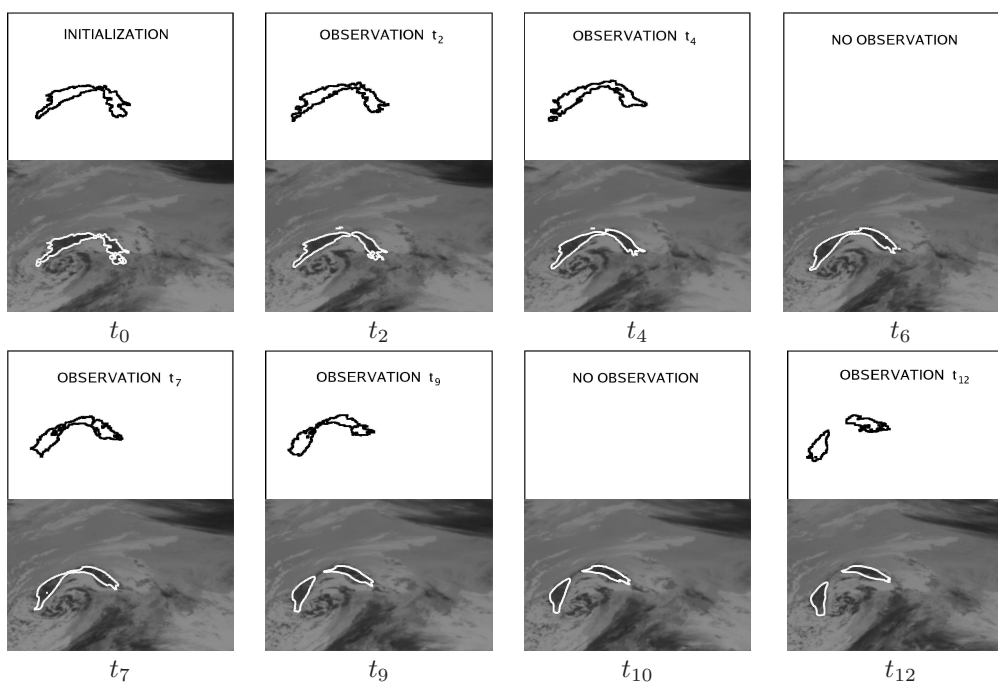 INITIALIZATION
OBSERVATION t2
OBSERVATION t4
NO OBSERVATION
t0
t2
t4
t6
OBSERVATION t7
OBSERVATION t9
NO OBSERVATION
OBSERVATION t12
t7
t9
t10
t12